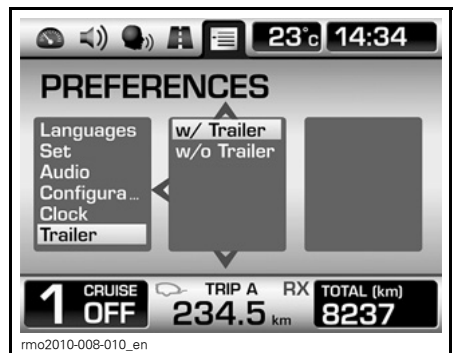 23°c 14:34
PREFERENCES
Languages
Set
Audio
Configura...
Clock
Trailer
w/ Trailer
w/o Trailer
1 CRUISE OFF
TRIP A
234.5 km
RX
TOTAL (km)
8237
rmo2010-008-010_en